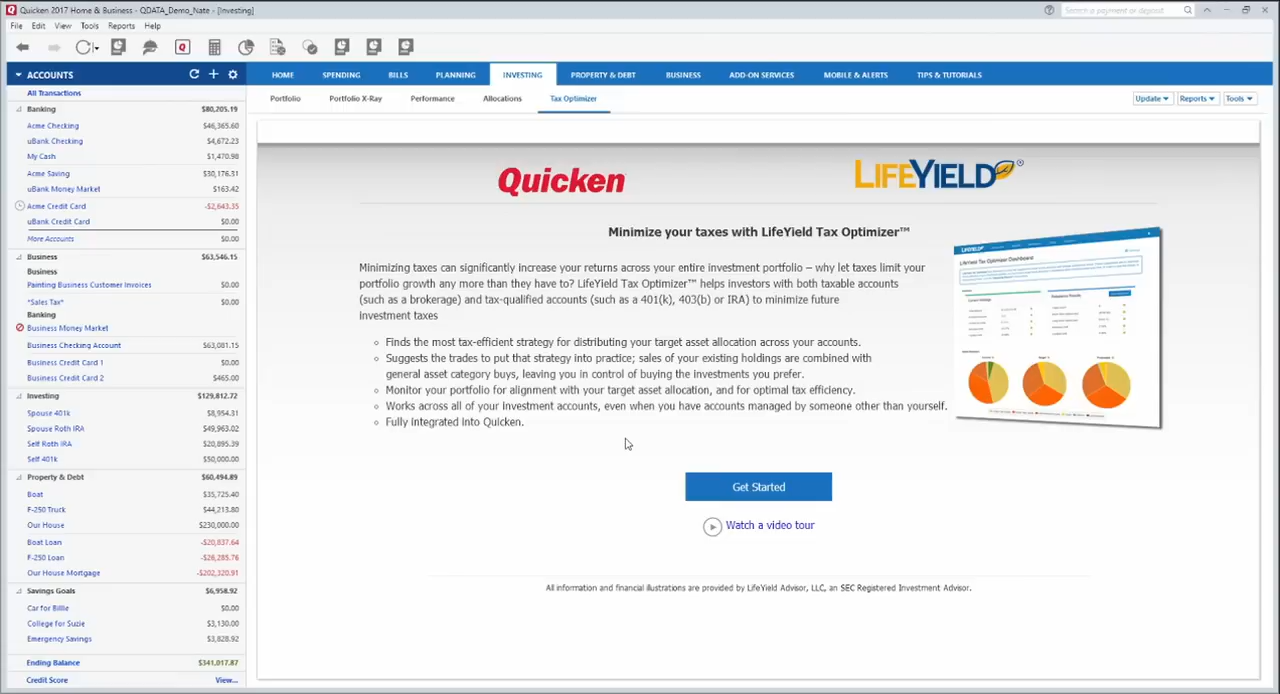 Quicken 2017 Home & Business - QDATA_Demo_Nate - [Investing]
Search a payment or deposit
File Edit View Tools Reports Help
ACCOUNTS
All Transactions
Banking $80,205.19
Acme Checking $46,365.60
uBank Checking $4,672.23
My Cash $1,470.98
Acme Saving $30,176.31
uBank Money Market $163.42
Acme Credit Card -$2,643.35
uBank Credit Card $0.00
More Accounts $0.00
Business $63,546.15
Business
Painting Business Customer Invoices $0.00
*Sales Tax* $0.00
Banking
Business Money Market
Business Checking Account $63,081.15
Business Credit Card 1 $0.00
Business Credit Card 2 $465.00
Investing $129,812.72
Spouse 401k $8,954.31
Spouse Roth IRA $49,963.02
Self Roth IRA $20,895.39
Self 401k $50,000.00
Property & Debt $60,494.89
Boat $35,725.40
F-250 Truck $44,213.80
Our House $230,000.00
Boat Loan -$20,837.64
F-250 Loan -$26,285.76
Our House Mortgage -$202,320.91
Savings Goals $6,958.92
Car for Billie $0.00
College for Suzie $3,130.00
Emergency Savings $3,828.92
Ending Balance $341,017.87
Credit Score View...
HOME SPENDING BILLS PLANNING INVESTING PROPERTY & DEBT BUSINESS ADD-ON SERVICES MOBILE & ALERTS TIPS & TUTORIALS
Portfolio Portfolio X-Ray Performance Allocations Tax Optimizer
Update Reports Tools
Quicken
LIFEYIELD®
Minimize your taxes with LifeYield Tax Optimizer™
Minimizing taxes can significantly increase your returns across your entire investment portfolio – why let taxes limit your
portfolio growth any more than they have to? LifeYield Tax Optimizer™ helps investors with both taxable accounts
(such as a brokerage) and tax-qualified accounts (such as a 401(k), 403(b) or IRA) to minimize future
investment taxes
Finds the most tax-efficient strategy for distributing your target asset allocation across your accounts.
Suggests the trades to put that strategy into practice; sales of your existing holdings are combined with
general asset category buys, leaving you in control of buying the investments you prefer.
Monitor your portfolio for alignment with your target asset allocation, and for optimal tax efficiency.
Works across all of your investment accounts, even when you have accounts managed by someone other than yourself.
Fully integrated into Quicken.
LIFEYIELD
LifeYield Tax Optimizer Dashboard
Get Started
Watch a video tour
All information and financial illustrations are provided by LifeYield Advisor, LLC, an SEC Registered Investment Advisor.